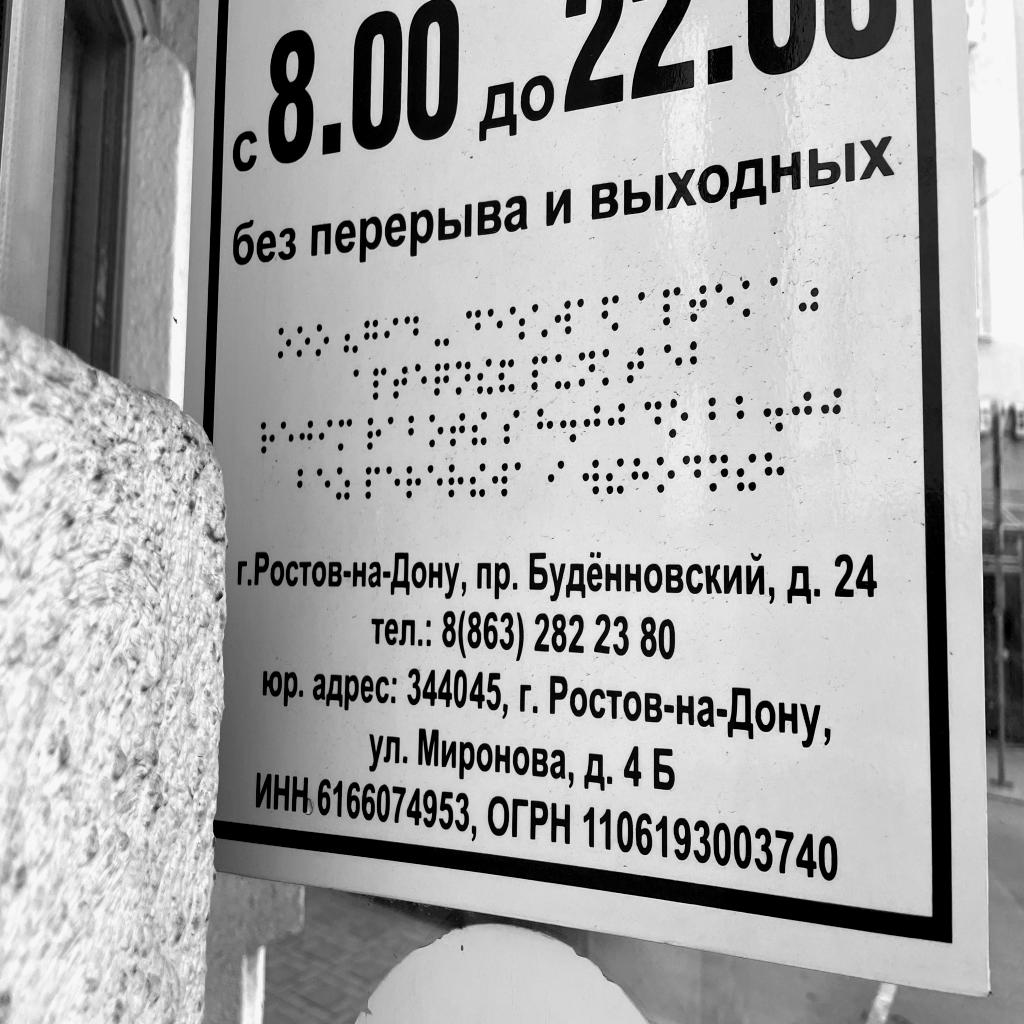 с 8.00 до 22.00
без перерыва и выходных
г.Ростов-на-Дону, пр. Будённовский, д. 24
тел.: 8(863) 282 23 80
юр. адрес: 344045, г. Ростов-на-Дону,
ул. Миронова, д. 4 Б
ИНН 6166074953, ОГРН 1106193003740